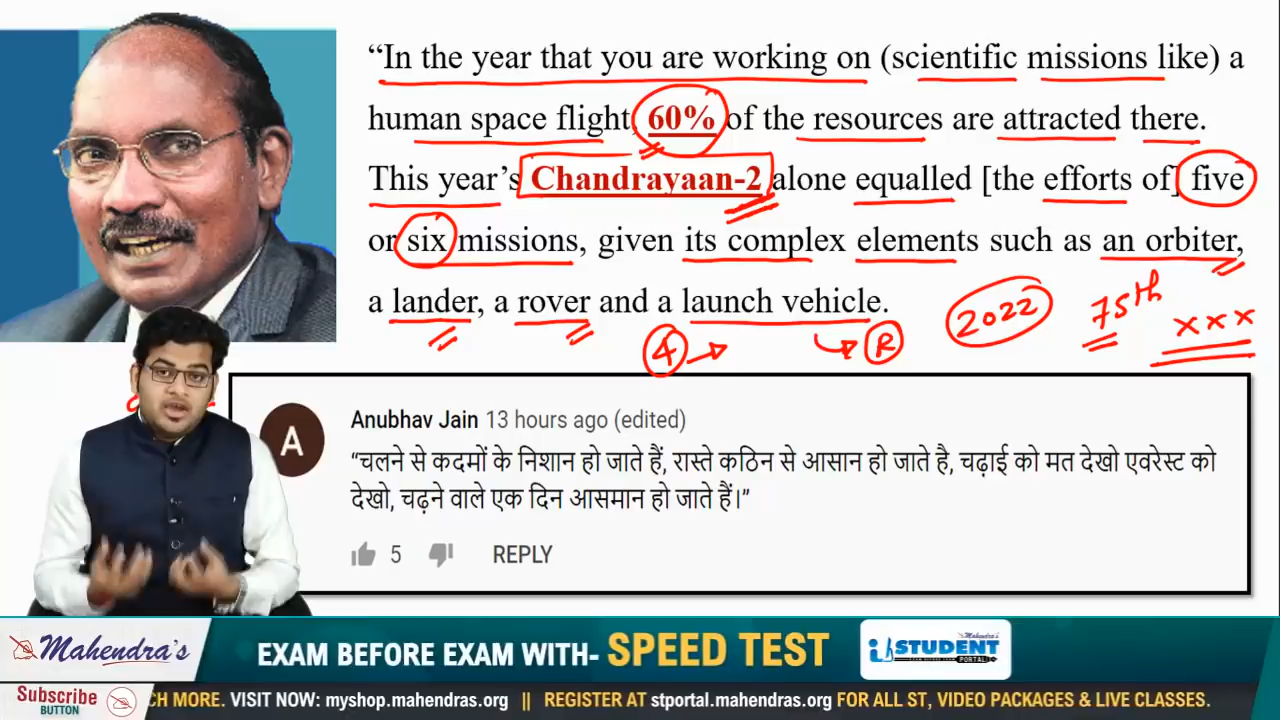 “In the year that you are working on (scientific missions like) a
human space flight, 60% of the resources are attracted there.
This year’s Chandrayaan-2 alone equalled [the efforts of] five
or six missions, given its complex elements such as an orbiter,
a lander, a rover and a launch vehicle.
2022 75th xxx
4 R
A
Anubhav Jain 13 hours ago (edited)
“चलने से कदमों के निशान हो जाते हैं, रास्ते कठिन से आसान हो जाते है, चढ़ाई को मत देखो एवरेस्ट को
देखो, चढ़ने वाले एक दिन आसमान हो जाते हैं।”
5 REPLY
Mahendra's
EXAM BEFORE EXAM WITH- SPEED TEST
Mahendra's
STUDENT
PORTAL
Subscribe
BUTTON
CH MORE. VISIT NOW: myshop.mahendras.org || REGISTER AT stportal.mahendras.org FOR ALL ST, VIDEO PACKAGES & LIVE CLASSES.